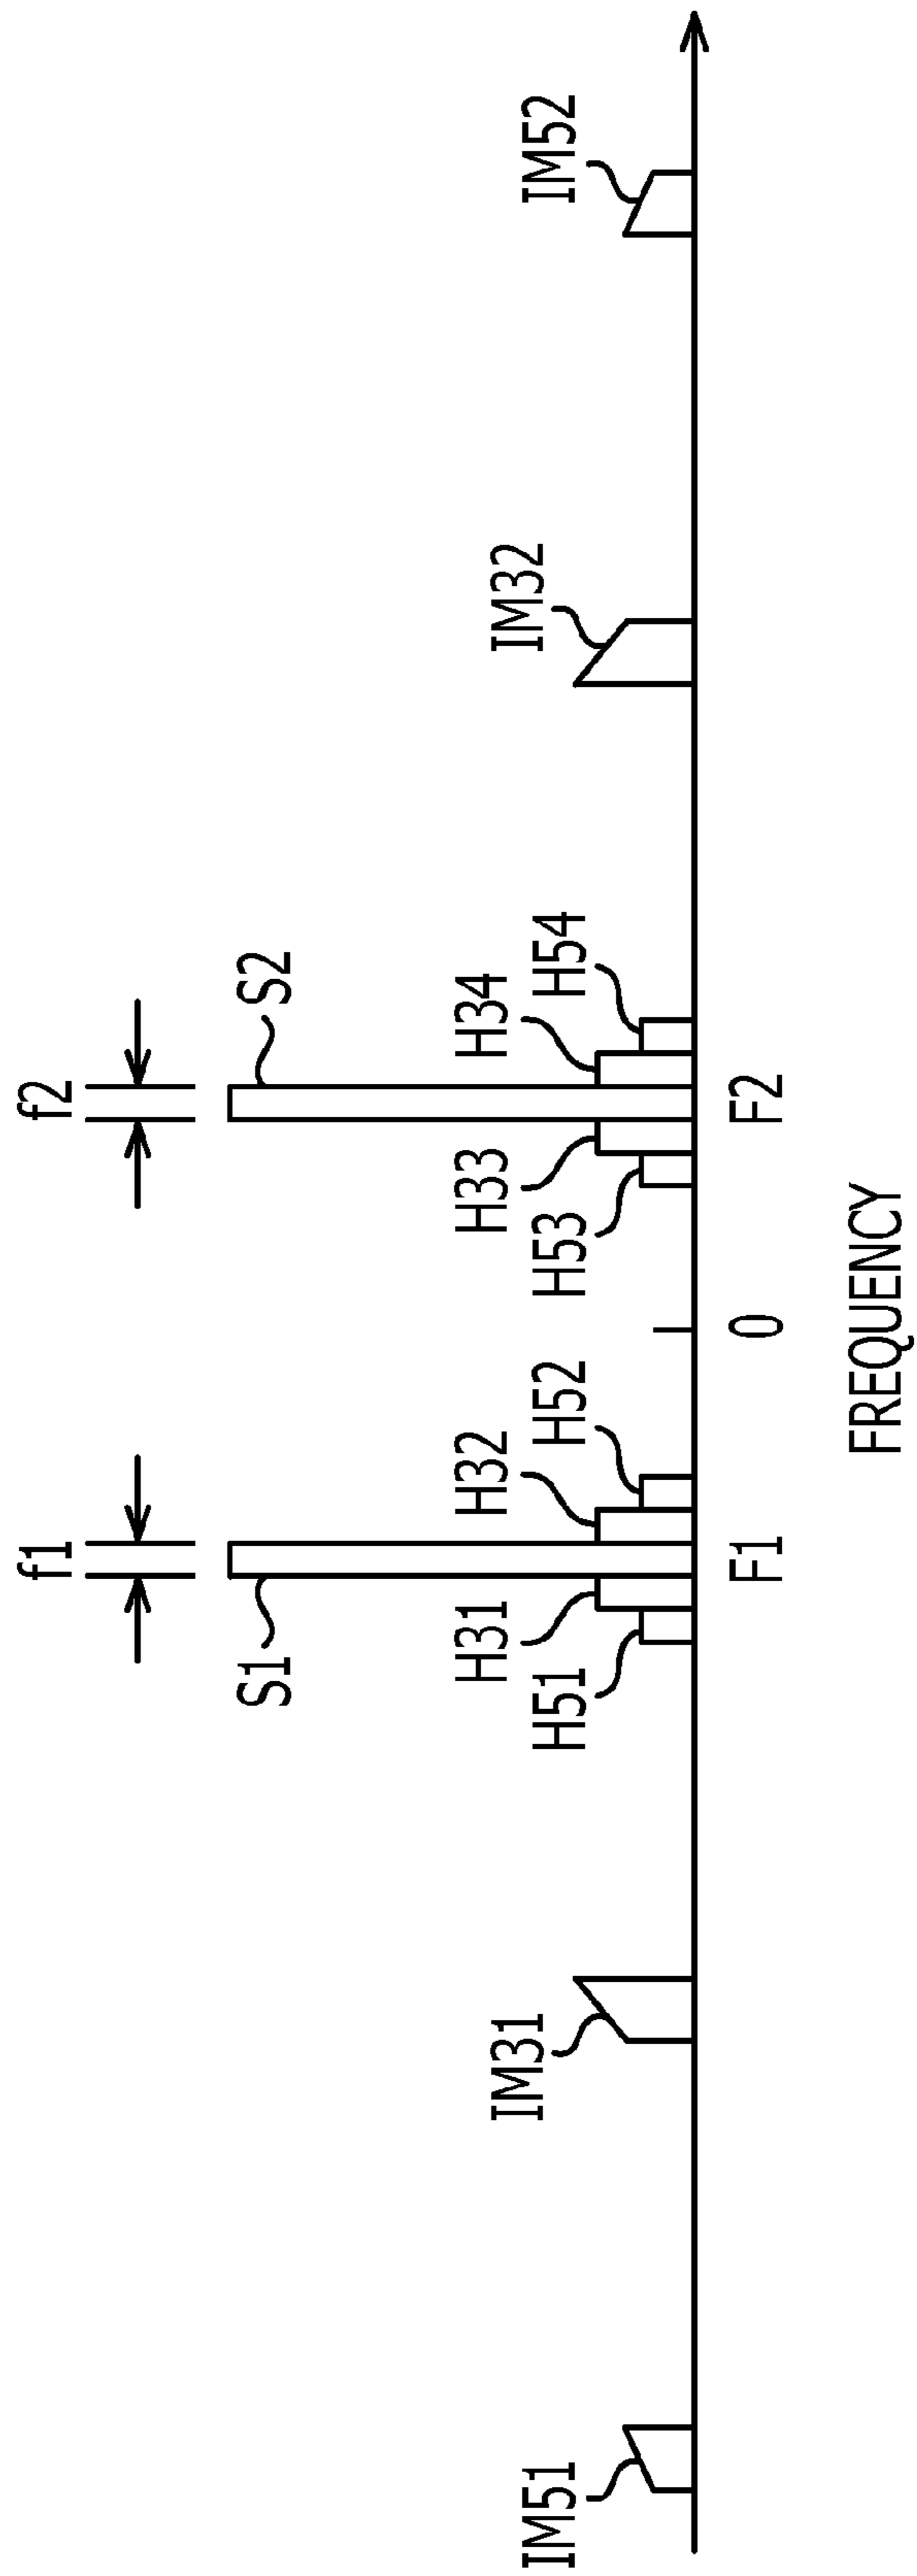 f1
f2
S1
S2
IM51
IM31
H51
H31
H32
H52
H53
H33
H34
H54
IM32
IM52
F1
0
F2
FREQUENCY